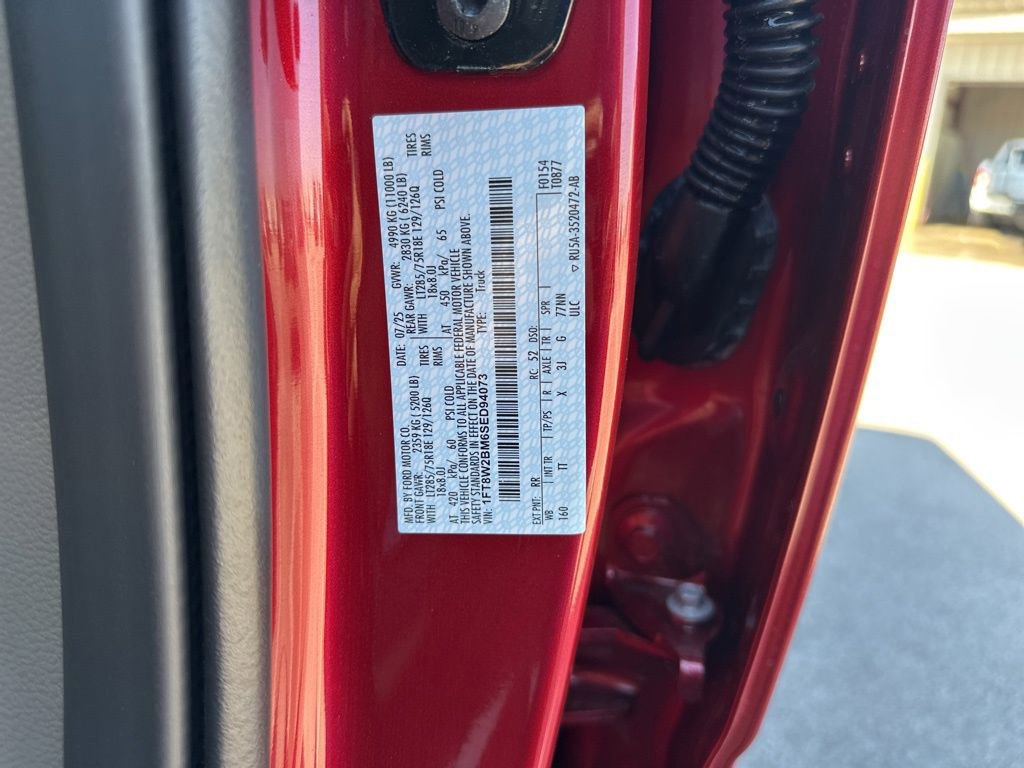 MFD. BY FORD MOTOR CO.
DATE: 07/25 GVWR: 4990 KG (11000 LB)
FRONT GAWR: 2359 KG (5200 LB) REAR GAWR: 2830 KG (6240 LB)
WITH LT285/75R18E 129/126Q TIRES WITH LT285/75R18E 129/126Q TIRES
18x8.0J RIMS 18x8.0J RIMS
AT 420 kPa/ 60 PSI COLD AT 450 kPa/ 65 PSI COLD
THIS VEHICLE CONFORMS TO ALL APPLICABLE FEDERAL MOTOR VEHICLE
SAFETY STANDARDS IN EFFECT ON THE DATE OF MANUFACTURE SHOWN ABOVE.
VIN: 1FT8W2BM6SED94073 TYPE: Truck
EXT PNT: RR RC: 52 DSO: F0154
WB INT TR TP/PS R AXLE TR SPR T0877
160 TT X 3J G 77NN
ULC
▽ RU5A-3520472-AB